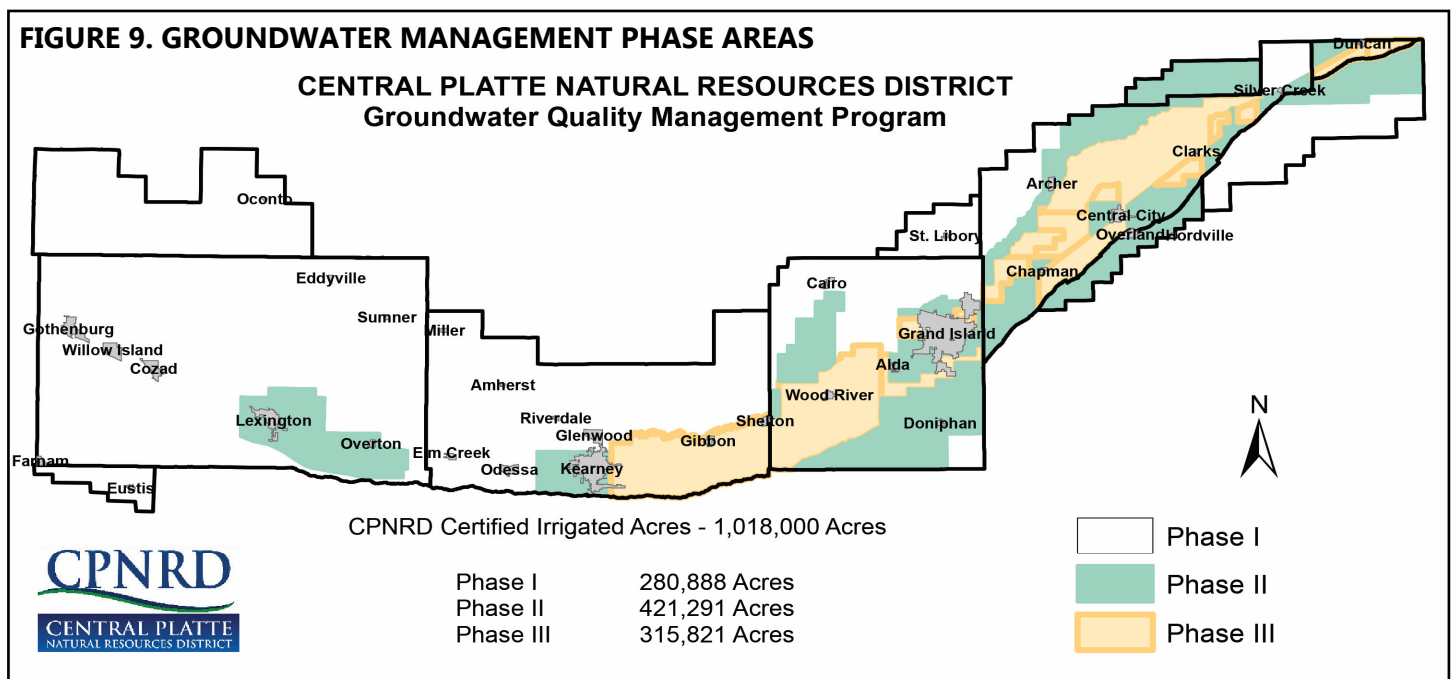 FIGURE 9. GROUNDWATER MANAGEMENT PHASE AREAS
CENTRAL PLATTE NATURAL RESOURCES DISTRICT
Groundwater Quality Management Program
Duncan
Silver Creek
Clarks
Archer
Oconto
Central City
St. Libory
Overland
Hordville
Chapman
Eddyville
Cairo
Sumner
Gothenburg
Miller
Grand Island
Willow Island
Cozad
Alda
Amherst
Wood River
Riverdale
Shelton
Lexington
Doniphan
Glenwood
Gibbon
Overton
Elm Creek
Farnam
Odessa
Kearney
Eustis
N
CPNRD Certified Irrigated Acres - 1,018,000 Acres
Phase I 280,888 Acres
Phase II 421,291 Acres
Phase III 315,821 Acres
Phase I
Phase II
Phase III
CPNRD
CENTRAL PLATTE
NATURAL RESOURCES DISTRICT